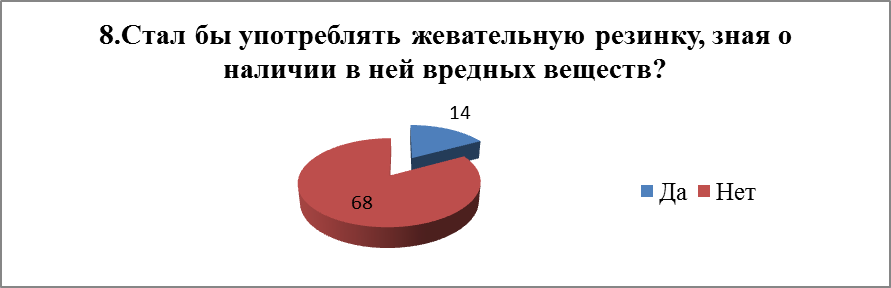 8.Стал бы употреблять жевательную резинку, зная о
наличии в ней вредных веществ?
14
68
Да Нет